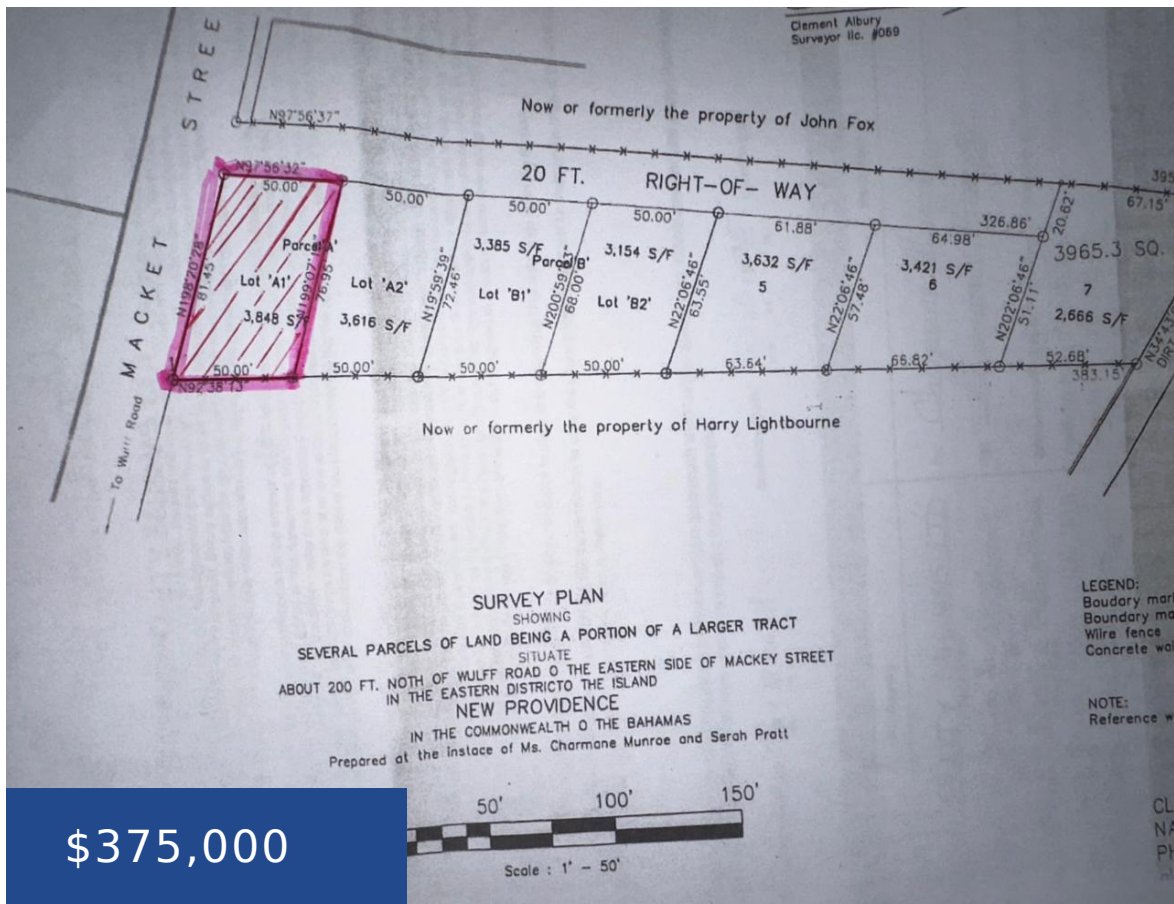 Clement Albury
Surveyor lic. #069
STREE
MACKET
To Wulff Road
N97°56'37"
Now or formerly the property of John Fox
20 FT. RIGHT-OF- WAY
N97°56'32"
50.00'
50.00'
50.00'
50.00'
61.88'
64.98'
326.86'
20.62'
395
67.15'
3965.3 SQ.
N198°20'28"
81.45
Parcel'A'
Lot 'A1'
3,848 S/F
N199°07'
76.95'
Lot 'A2'
3,616 S/F
N19°59'39"
72.46'
3,385 S/F
Parcel'B'
Lot 'B1'
68.00'
3,154 S/F
Lot 'B2'
N22°06'46"
63.55'
3,632 S/F
5
N22°06'46"
57.48'
3,421 S/F
6
N202°06'46"
51.11'
7
2,666 S/F
50.00'
50.00'
50.00'
50.00'
63.64'
66.82'
52.68'
383.15'
N92°38'13"
Now or formerly the property of Harry Lightbourne
SURVEY PLAN
SHOWING
SEVERAL PARCELS OF LAND BEING A PORTION OF A LARGER TRACT
SITUATE
ABOUT 200 FT. NOTH OF WULFF ROAD O THE EASTERN SIDE OF MACKEY STREET
IN THE EASTERN DISTRICTO THE ISLAND
NEW PROVIDENCE
IN THE COMMONWEALTH O THE BAHAMAS
Prepared at the instace of Ms. Charmane Munroe and Serah Pratt
50' 100' 150'
Scale : 1' - 50'
LEGEND:
Boudary mar
Boundary ma
Wiire fence
Concrete wal
NOTE:
Reference w
CL
NA
PH
$375,000